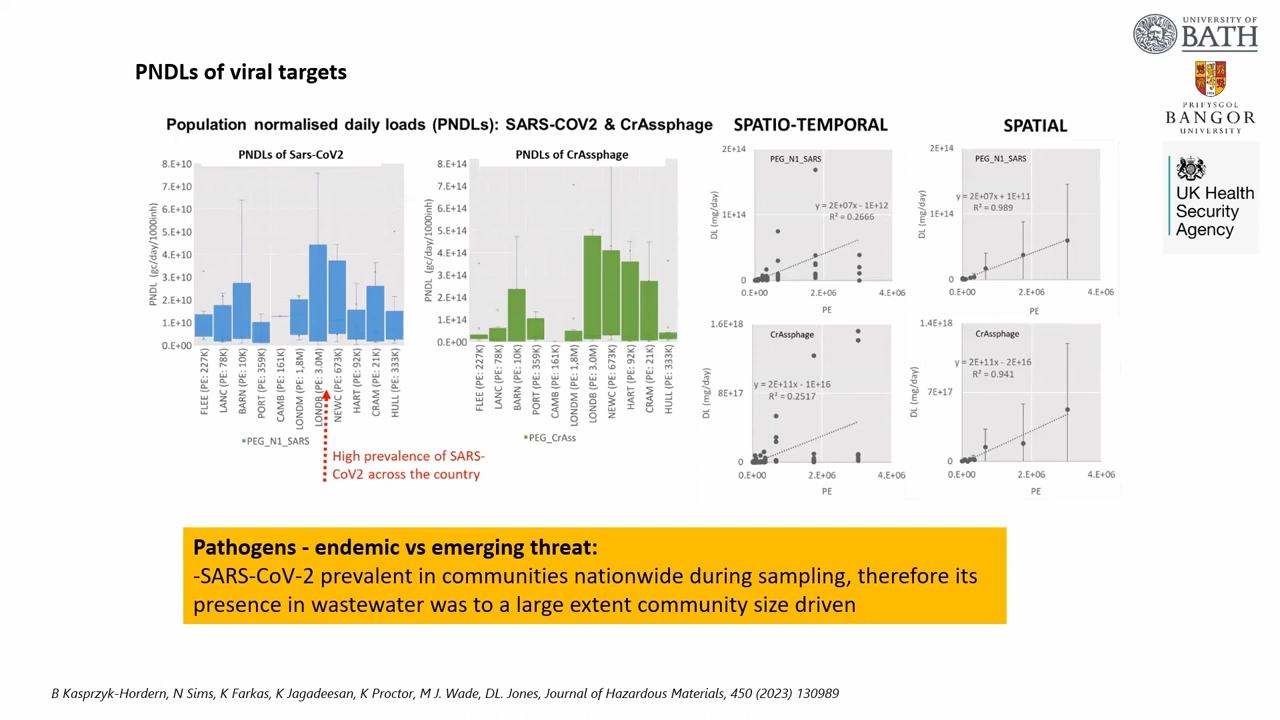 UNIVERSITY OF
BATH
PNDLs of viral targets
PRIFYSGOL
BANGOR
UNIVERSITY
UK Health
Security
Agency
Population normalised daily loads (PNDLs): SARS-COV2 & CrAssphage
SPATIO-TEMPORAL
SPATIAL
PNDLs of Sars-CoV2
PNDL (gc/day/1000inh)
8.E+10
7.E+10
6.E+10
5.E+10
4.E+10
3.E+10
2.E+10
1.E+10
0.E+00
FLEE (PE: 227K)
LANC (PE: 78K)
BARN (PE: 10K)
PORT (PE: 359K)
CAMB (PE: 161K)
LONDM (PE: 1,8M)
LONDB (PE: 3.0M)
NEWC (PE: 673K)
HART (PE: 92K)
CRAM (PE: 21K)
HULL (PE: 333K)
PEG_N1_SARS
High prevalence of SARS-
CoV2 across the country
PNDLs of CrAssphage
PNDL (gc/day/1000inh)
8.E+14
7.E+14
6.E+14
5.E+14
4.E+14
3.E+14
2.E+14
1.E+14
0.E+00
FLEE (PE: 227K)
LANC (PE: 78K)
BARN (PE: 10K)
PORT (PE: 359K)
CAMB (PE: 161K)
LONDM (PE: 1,8M)
LONDB (PE: 3.0M)
NEWC (PE: 673K)
HART (PE: 92K)
CRAM (PE: 21K)
HULL (PE: 333K)
PEG_CrAss
PEG_N1_SARS
DL (mg/day)
2E+14
1E+14
0
y = 2E+07x - 1E+12
R² = 0.2666
0.E+00 2.E+06 4.E+06
PE
PEG_N1_SARS
DL (mg/day)
2E+14
1E+14
0
y = 2E+07x + 1E+11
R² = 0.989
0.E+00 2.E+06 4.E+06
PE
CrAssphage
DL (mg/day)
1.6E+18
8E+17
0
y = 2E+11x - 1E+16
R² = 0.2517
0.E+00 2.E+06 4.E+06
PE
CrAssphage
DL (mg/day)
1.4E+18
7E+17
0
y = 2E+11x - 2E+16
R² = 0.941
0.E+00 2.E+06 4.E+06
PE
Pathogens - endemic vs emerging threat:
-SARS-CoV-2 prevalent in communities nationwide during sampling, therefore its
presence in wastewater was to a large extent community size driven
B Kasprzyk-Hordern, N Sims, K Farkas, K Jagadeesan, K Proctor, M J. Wade, DL. Jones, Journal of Hazardous Materials, 450 (2023) 130989